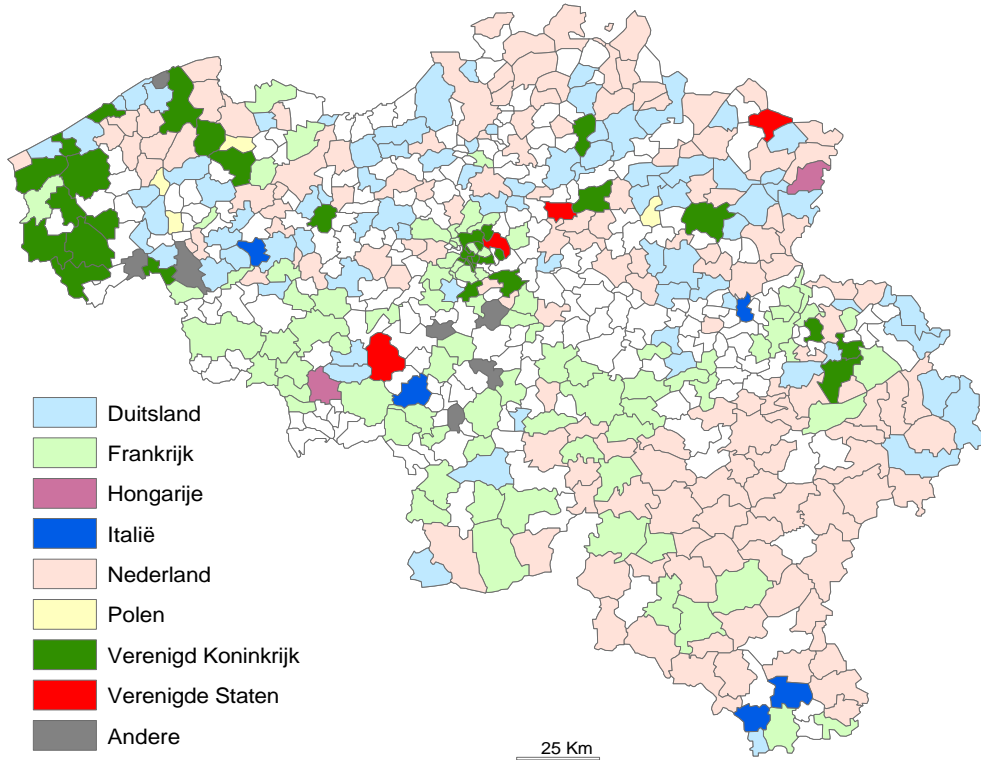 Duitsland
Frankrijk
Hongarije
Italië
Nederland
Polen
Verenigd Koninkrijk
Verenigde Staten
Andere
25 Km